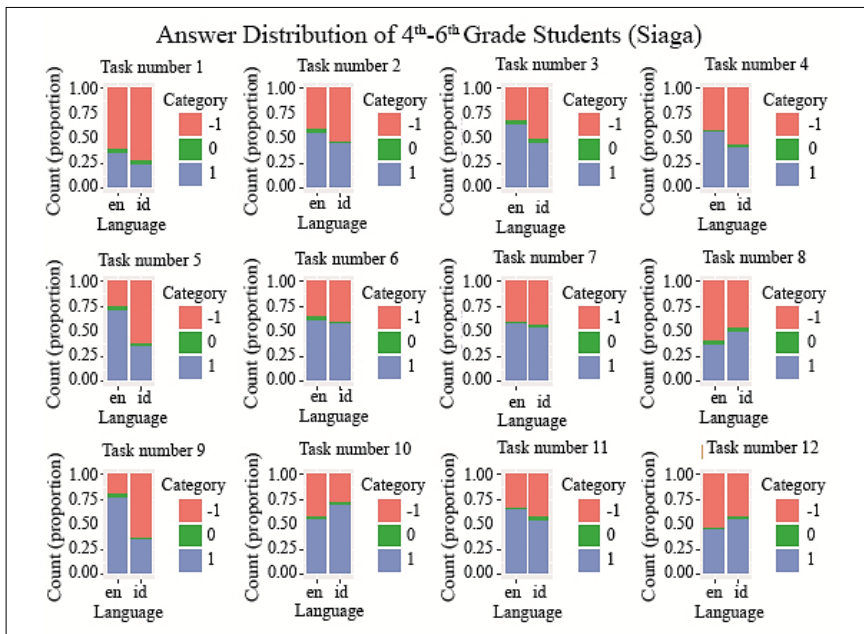 Answer Distribution of 4th-6th Grade Students (Siaga)
Task number 1
Count (proportion)
1.00
0.75
0.50
0.25
0.00
en id
Language
Category
-1
0
1
Task number 2
Count (proportion)
1.00
0.75
0.50
0.25
0.00
en id
Language
Category
-1
0
1
Task number 3
Count (proportion)
1.00
0.75
0.50
0.25
0.00
en id
Language
Category
-1
0
1
Task number 4
Count (proportion)
1.00
0.75
0.50
0.25
0.00
en id
Language
Category
-1
0
1
Task number 5
Count (proportion)
1.00
0.75
0.50
0.25
0.00
en id
Language
Category
-1
0
1
Task number 6
Count (proportion)
1.00
0.75
0.50
0.25
0.00
en id
Language
Category
-1
0
1
Task number 7
Count (proportion)
1.00
0.75
0.50
0.25
0.00
en id
Language
Category
-1
0
1
Task number 8
Count (proportion)
1.00
0.75
0.50
0.25
0.00
en id
Language
Category
-1
0
1
Task number 9
Count (proportion)
1.00
0.75
0.50
0.25
0.00
en id
Language
Category
-1
0
1
Task number 10
Count (proportion)
1.00
0.75
0.50
0.25
0.00
en id
Language
Category
-1
0
1
Task number 11
Count (proportion)
1.00
0.75
0.50
0.25
0.00
en id
Language
Category
-1
0
1
Task number 12
Count (proportion)
1.00
0.75
0.50
0.25
0.00
en id
Language
Category
-1
0
1